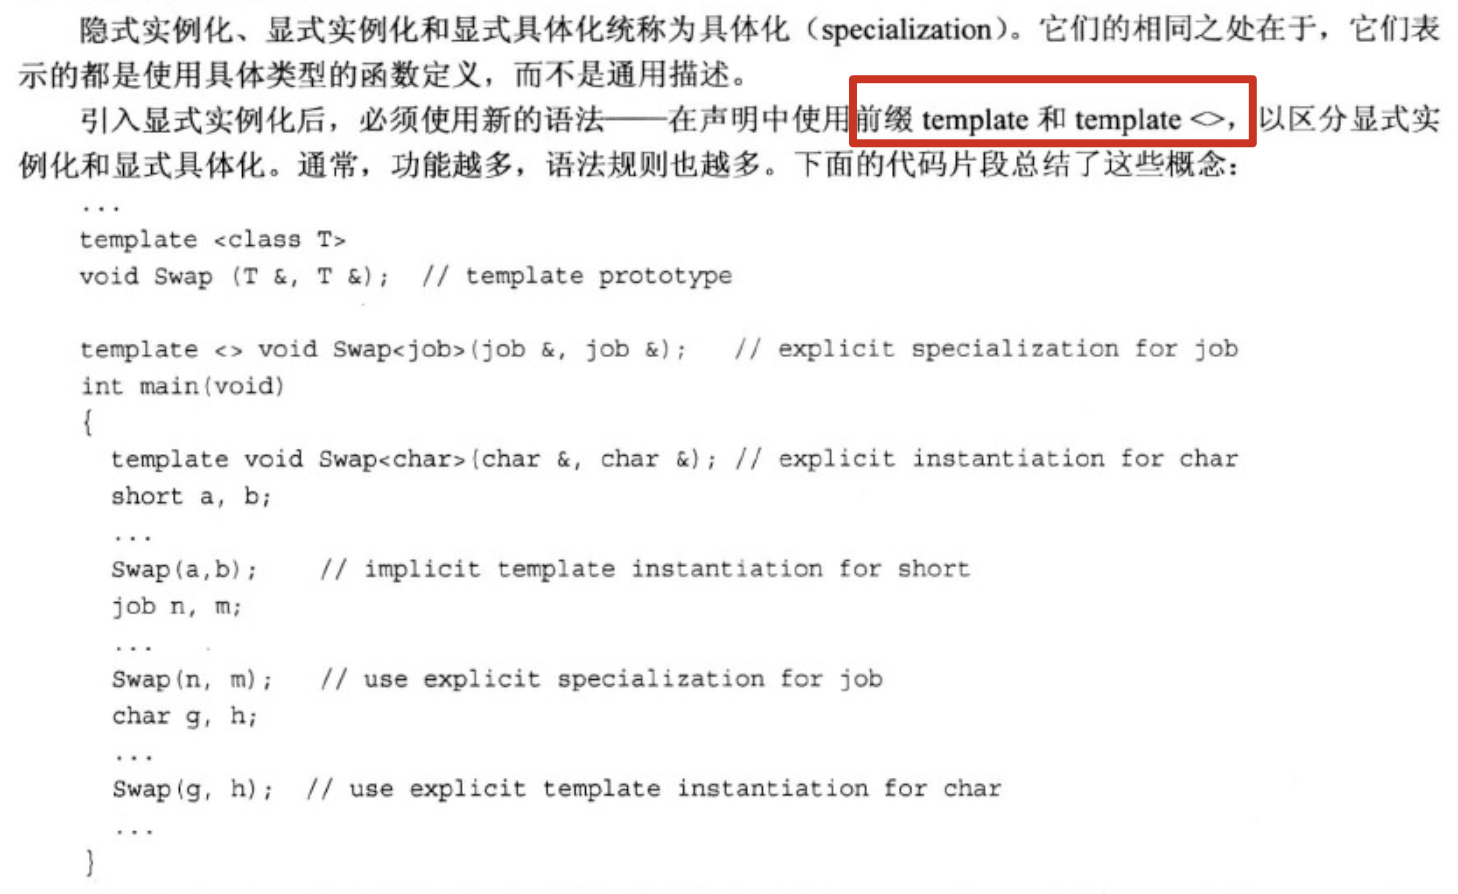 隐式实例化、显式实例化和显式具体化统称为具体化（specialization）。它们的相同之处在于，它们表
示的都是使用具体类型的函数定义，而不是通用描述。
引入显式实例化后，必须使用新的语法——在声明中使用前缀 template 和 template <>，以区分显式实
例化和显式具体化。通常，功能越多，语法规则也越多。下面的代码片段总结了这些概念：
...
template <class T>
void Swap (T &, T &);  // template prototype
template <> void Swap<job>(job &, job &);   // explicit specialization for job
int main(void)
{
template void Swap<char>(char &, char &); // explicit instantiation for char
short a, b;
...
Swap(a,b);    // implicit template instantiation for short
job n, m;
...
Swap(n, m);   // use explicit specialization for job
char g, h;
...
Swap(g, h);  // use explicit template instantiation for char
...
}